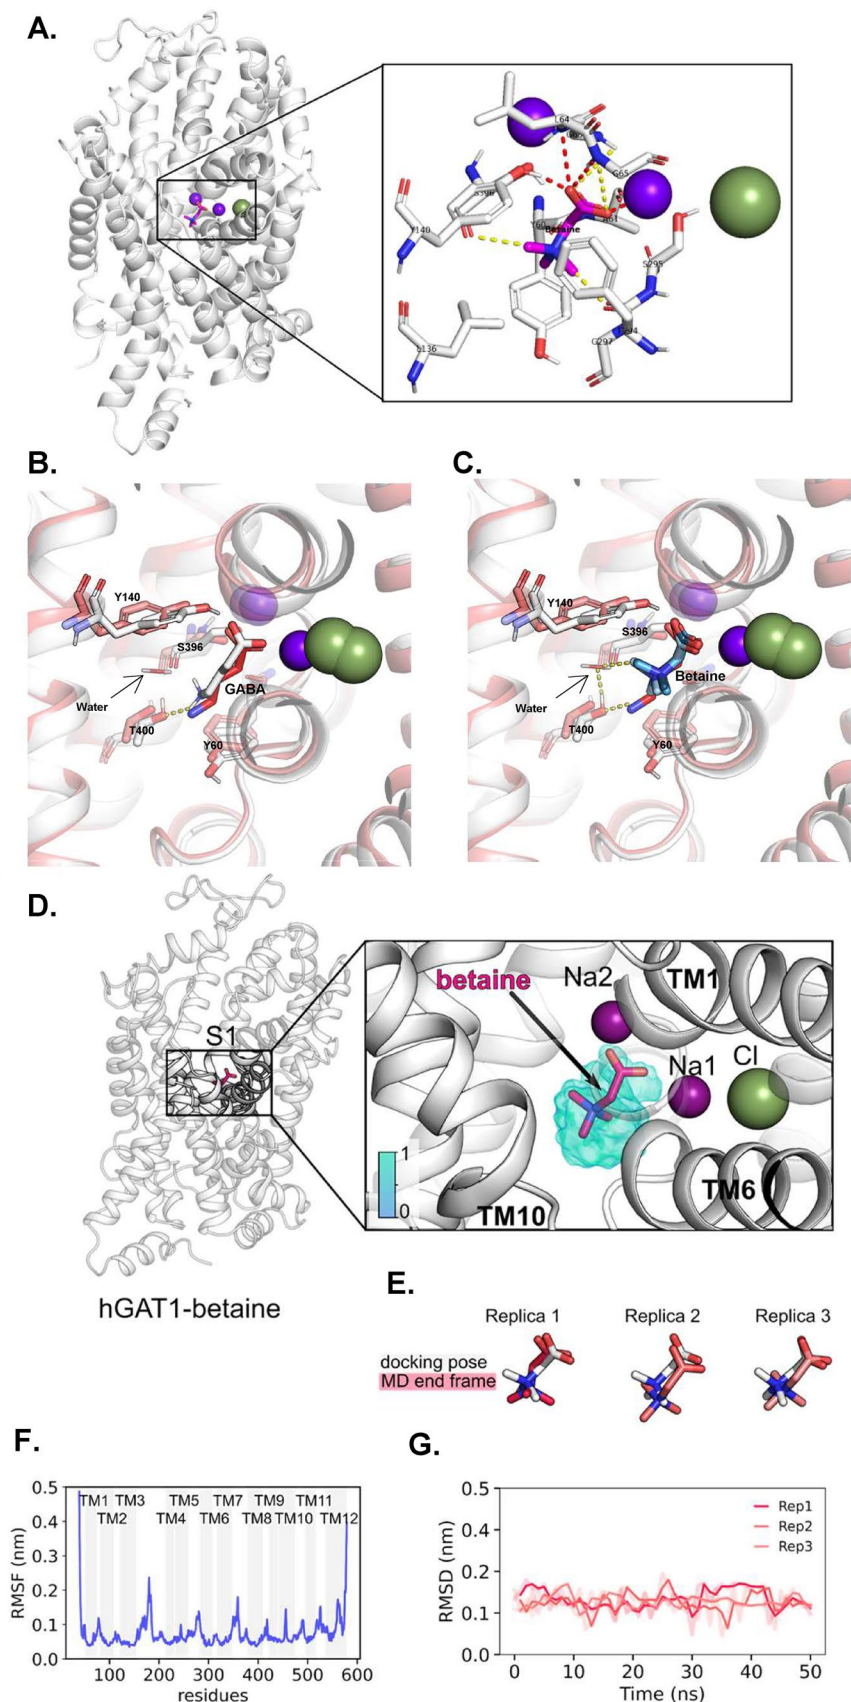 A.
L64
G65
S396
Y140
Y60
Betaine
A61
S295
L136
G297
B.
C.
Y140
S396
GABA
Water
T400
Y60
Y140
S396
Betaine
Water
T400
Y60
D.
S1
betaine
Na2
TM1
Na1
Cl
1
0
TM10
TM6
hGAT1-betaine
E.
Replica 1
Replica 2
Replica 3
docking pose
MD end frame
F.
G.
0.5
0.4
0.3
0.2
0.1
0.0
RMSF (nm)
TM1
TM3
TM5
TM7
TM9
TM11
TM2
TM4
TM6
TM8
TM10
TM12
100
200
300
400
500
600
residues
0.5
0.4
0.2
0.1
0.0
RMSD (nm)
Rep1
Rep2
Rep3
0
10
20
30
40
50
Time (ns)